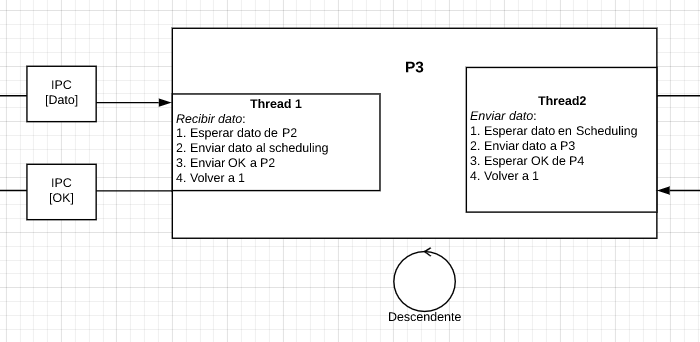 P3
IPC
[Dato]
Thread 1
Recibir dato:
1. Esperar dato de P2
2. Enviar dato al scheduling
3. Enviar OK a P2
4. Volver a 1
Thread2
Enviar dato:
1. Esperar dato en Scheduling
2. Enviar dato a P3
3. Esperar OK de P4
4. Volver a 1
IPC
[OK]
Descendente